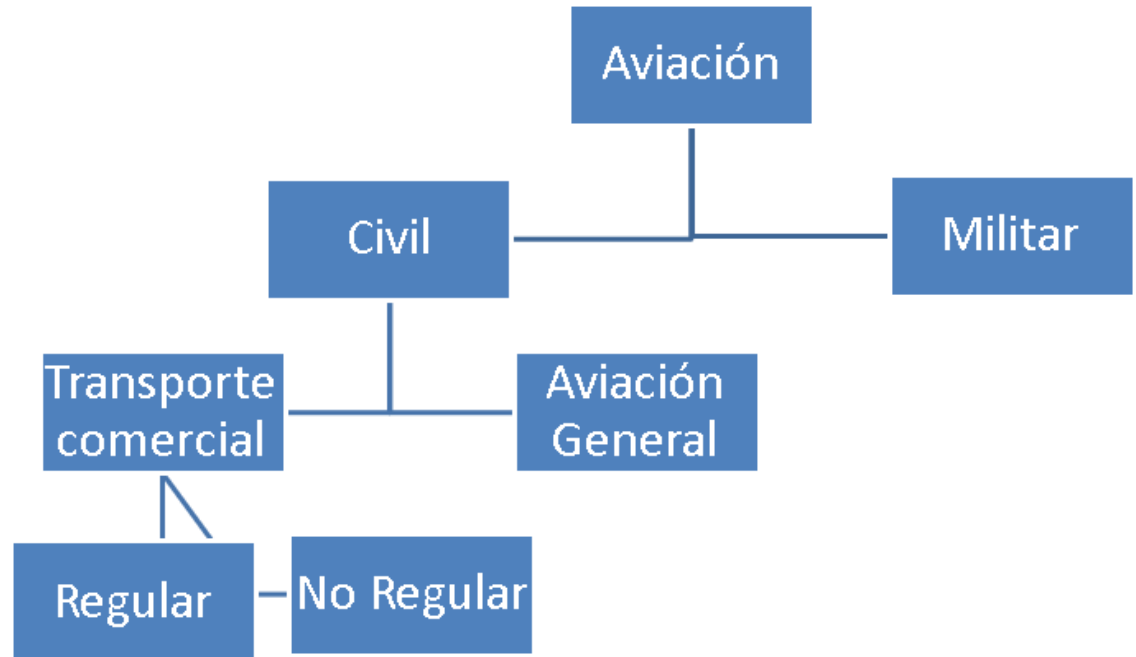 Aviación
Civil
Militar
Transporte
comercial
Aviación
General
Regular
No Regular